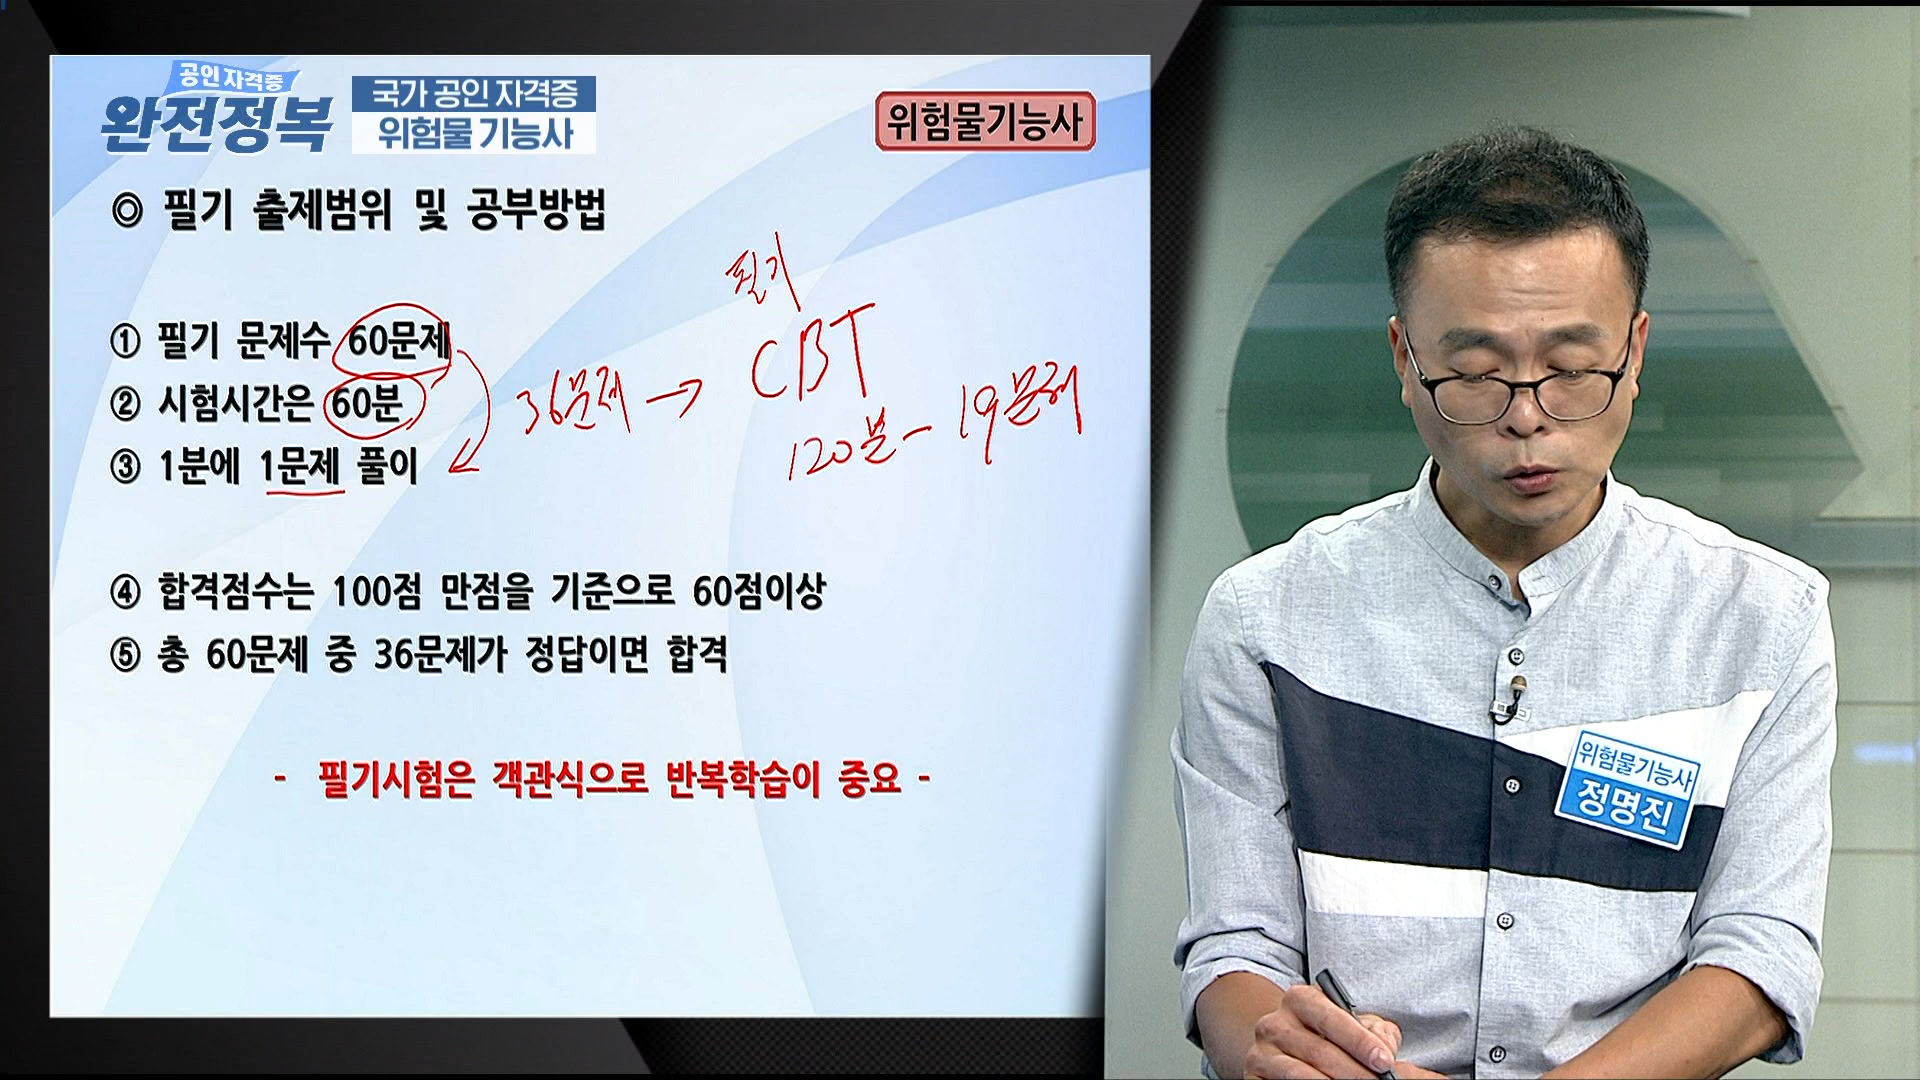 공인 자격증
완전정복
국가 공인 자격증
위험물 기능사
위험물기능사
◎ 필기 출제범위 및 공부방법
① 필기 문제수 60문제
② 시험시간은 60분
③ 1분에 1문제 풀이
36문제 →
필기
CBT
120분 - 19문제
④ 합격점수는 100점 만점을 기준으로 60점이상
⑤ 총 60문제 중 36문제가 정답이면 합격
- 필기시험은 객관식으로 반복학습이 중요 -
위험물기능사
정명진